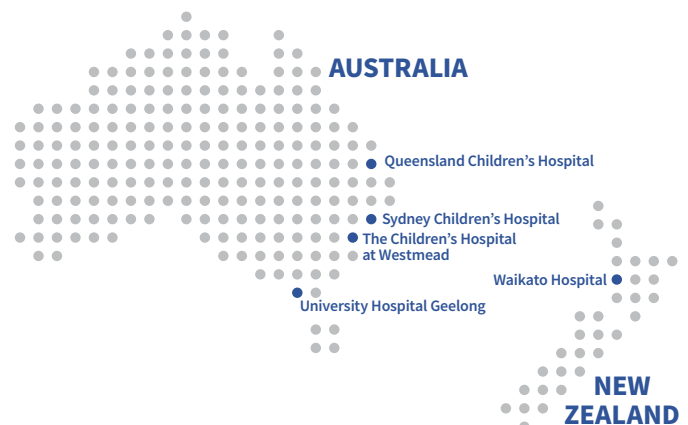 AUSTRALIA
Queensland Children’s Hospital
Sydney Children’s Hospital
The Children’s Hospital
at Westmead
Waikato Hospital
University Hospital Geelong
NEW
ZEALAND